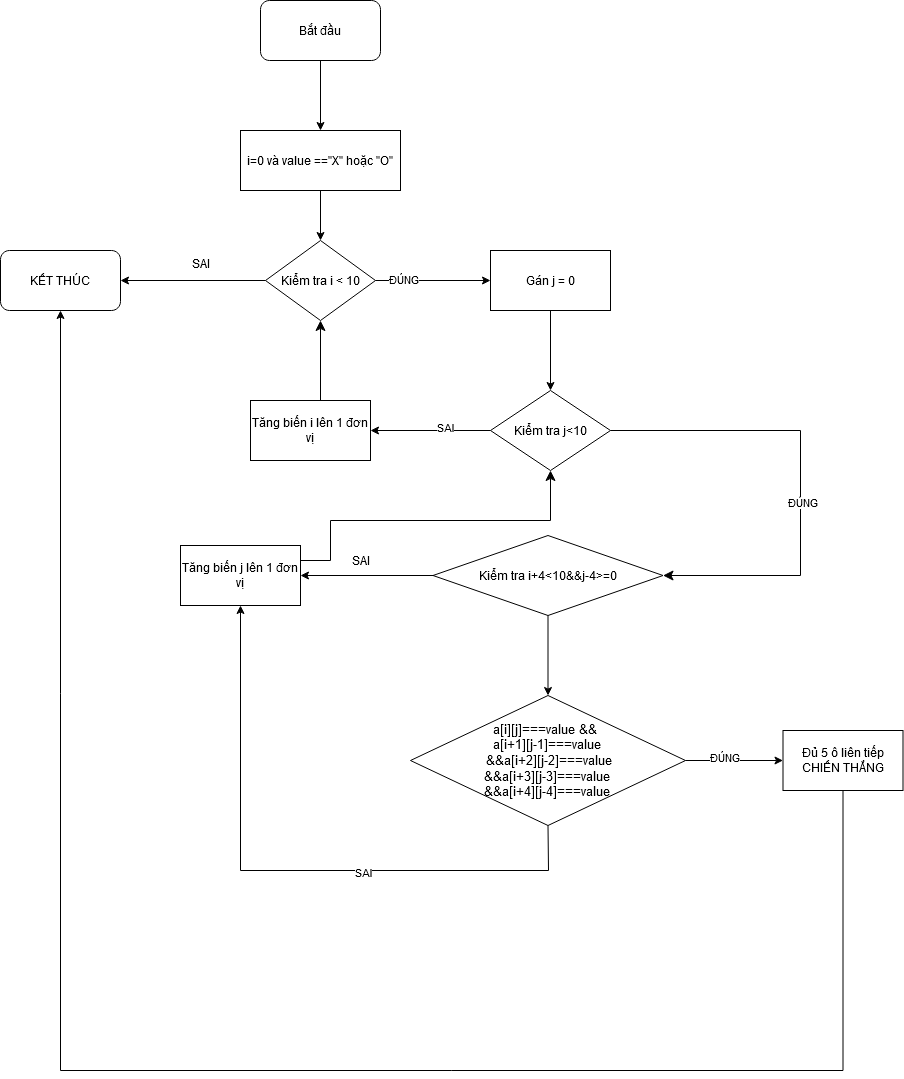 Bắt đầu
i=0 và value =="X" hoặc "O"
SAI
KẾT THÚC
Kiểm tra i < 10
ĐÚNG
Gán j = 0
Tăng biến i lên 1 đơn
vị
SAI
Kiểm tra j<10
ĐÚNG
Tăng biến j lên 1 đơn
vị
SAI
Kiểm tra i+4<10&&j-4>=0
a[i][j]===value &&
a[i+1][j-1]===value
&&a[i+2][j-2]===value
&&a[i+3][j-3]===value
&&a[i+4][j-4]===value
ĐÚNG
Đủ 5 ô liên tiếp
CHIẾN THẮNG
SAI